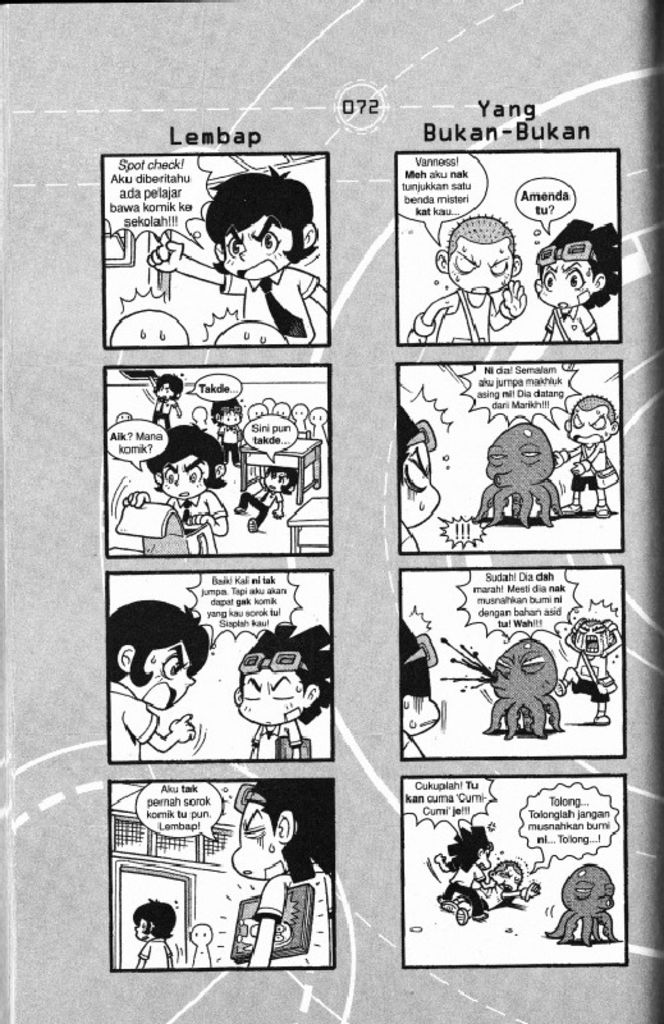 072
Lembap
Spot check!
Aku diberitahu
ada pelajar
bawa komik ke
sekolah!!!
Takde...
Aik? Mana
komik?
Sini pun
takde...
Baik! Kali ni tak
jumpa. Tapi aku akan
dapat gak komik
yang kau sorok tu!
Siaplah kau!
Aku tak
pernah sorok
komik tu pun.
Lembap!
Yang
Bukan-Bukan
Vanness!
Meh aku nak
tunjukkan satu
benda misteri
kat kau...
Amenda
tu?
Ni dia! Semalam
aku jumpa makhluk
asing ni! Dia datang
dari Marikh!!!
!!!
Sudah! Dia dah
marah! Mesti dia nak
musnahkan bumi ni
dengan bahan asid
tu! Wah!!!
Cukuplah! Tu
kan cuma 'Cumi-
Cumi' je!!!
Tolong...
Tolonglah jangan
musnahkan bumi
ni... Tolong...!